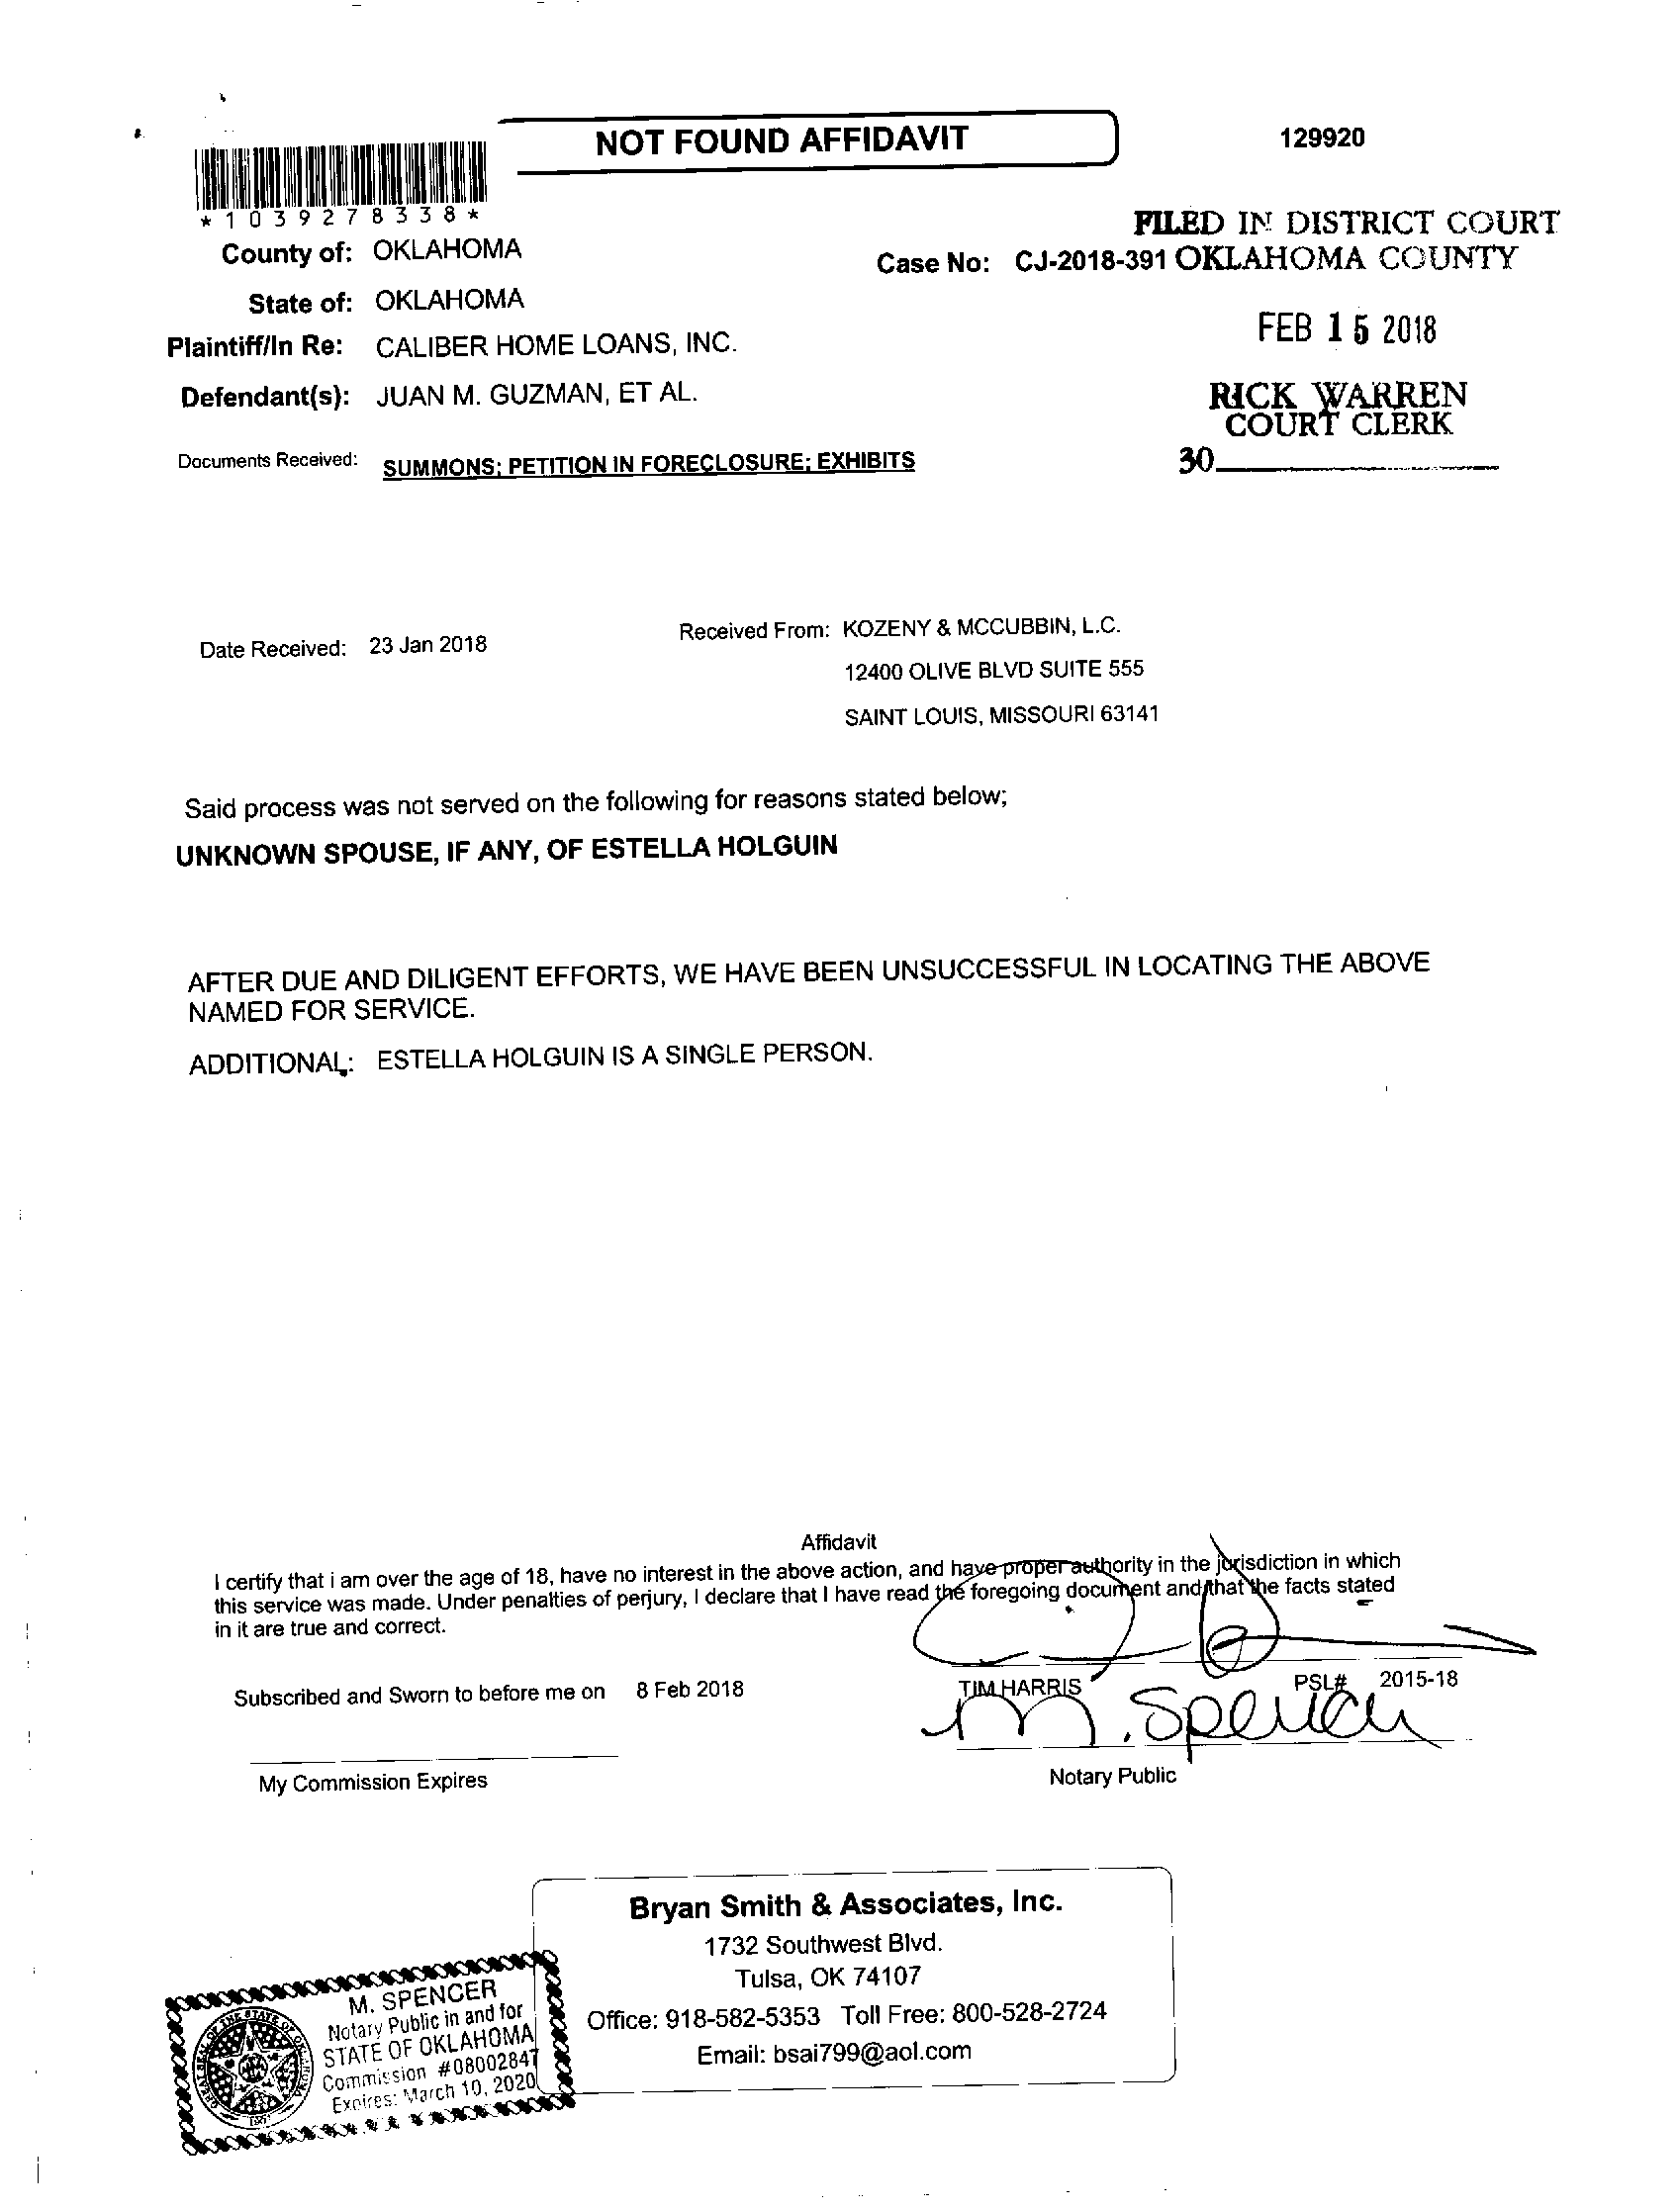 NOT FOUND AFFIDAVIT
129920
*1039278338*
FILED IN DISTRICT COURT
OKLAHOMA COUNTY
County of: OKLAHOMA
Case No: CJ-2018-391
State of: OKLAHOMA
FEB 15 2018
Plaintiff/In Re: CALIBER HOME LOANS, INC.
Defendant(s): JUAN M. GUZMAN, ET AL.
RICK WARREN
COURT CLERK
Documents Received: SUMMONS; PETITION IN FORECLOSURE; EXHIBITS
30
Date Received: 23 Jan 2018
Received From: KOZENY & MCCUBBIN, L.C.
12400 OLIVE BLVD SUITE 555
SAINT LOUIS, MISSOURI 63141
Said process was not served on the following for reasons stated below;
UNKNOWN SPOUSE, IF ANY, OF ESTELLA HOLGUIN
AFTER DUE AND DILIGENT EFFORTS, WE HAVE BEEN UNSUCCESSFUL IN LOCATING THE ABOVE
NAMED FOR SERVICE.
ADDITIONAL: ESTELLA HOLGUIN IS A SINGLE PERSON.
Affidavit
I certify that i am over the age of 18, have no interest in the above action, and have proper authority in the jurisdiction in which
this service was made. Under penalties of perjury, I declare that I have read the foregoing document and that the facts stated
in it are true and correct.
Subscribed and Sworn to before me on 8 Feb 2018
TIM HARRIS PSL# 2015-18
M. Spencer
My Commission Expires
Notary Public
Bryan Smith & Associates, Inc.
1732 Southwest Blvd.
Tulsa, OK 74107
Office: 918-582-5353 Toll Free: 800-528-2724
Email: bsai799@aol.com
M. SPENCER
Notary Public in and for
STATE OF OKLAHOMA
Commission #08002847
Expires: March 10, 2020
GREAT SEAL OF THE STATE OF OKLAHOMA
1907